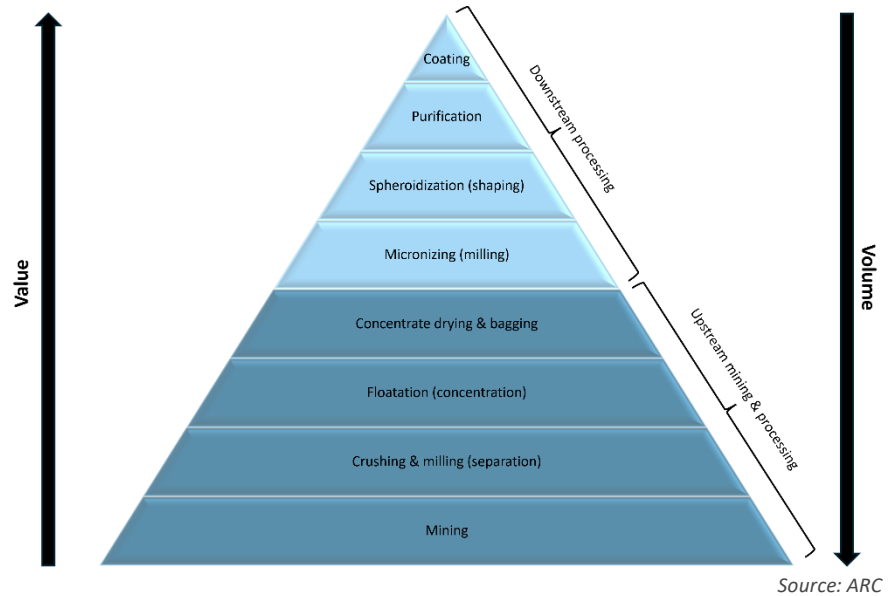 Coating
Purification
Spheroidization (shaping)
Micronizing (milling)
Concentrate drying & bagging
Floatation (concentration)
Crushing & milling (separation)
Mining
Value
Downstream processing
Upstream mining & processing
Volume
Source: ARC